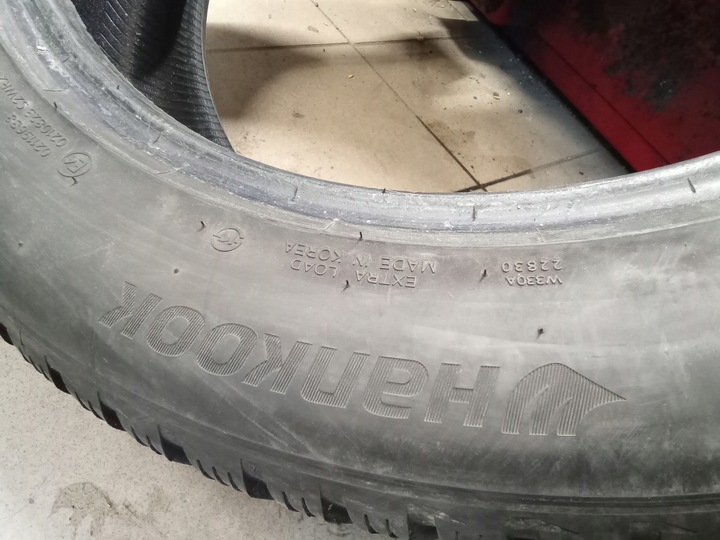 HANKOOK
EXTRA LOAD
MADE IN KOREA
W330A
22830